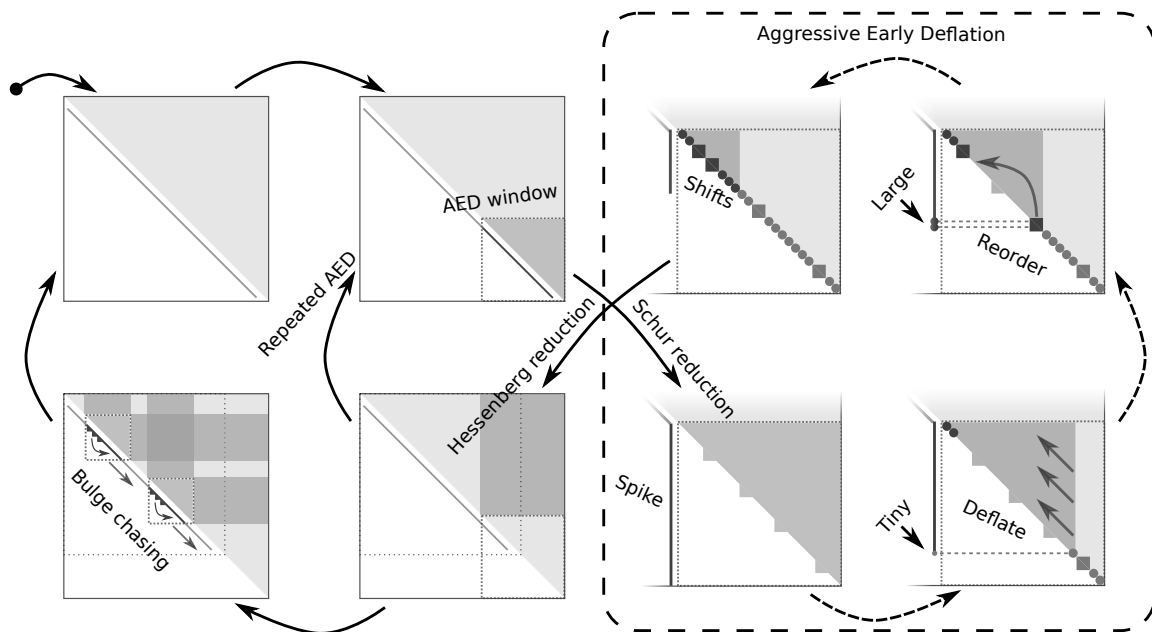 Aggressive Early Deflation
AED window
Shifts
Large
Reorder
Repeated AED
Hessenberg reduction
Schur reduction
Bulge chasing
Spike
Tiny
Deflate